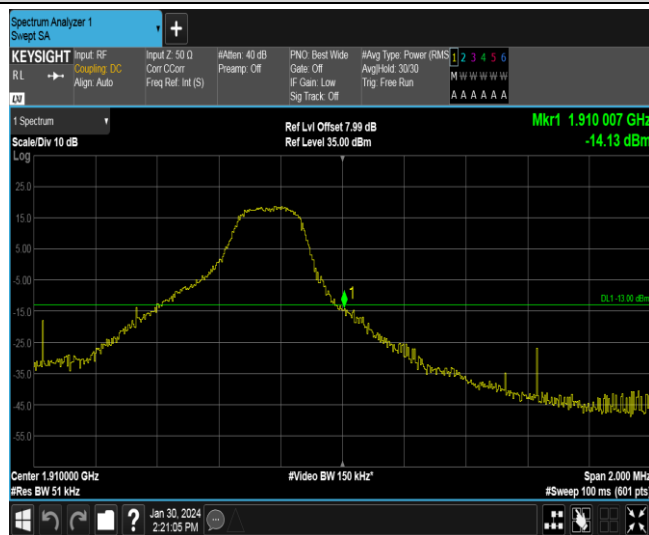 Spectrum Analyzer 1
Swept SA
KEYSIGHT Input: RF Input Z: 50 Ω #Atten: 40 dB PNO: Best Wide #Avg Type: Power (RMS 1 2 3 4 5 6
RL Coupling: DC Corr CCorr Preamp: Off Gate: Off Avg|Hold: 30/30 M W W W W W
Align: Auto Freq Ref: Int (S) IF Gain: Low Trig: Free Run
Sig Track: Off A A A A A A
LXI
1 Spectrum Ref Lvl Offset 7.99 dB Mkr1 1.910 007 GHz
Scale/Div 10 dB Ref Level 35.00 dBm -14.13 dBm
Log
25.0
15.0
5.00
-5.00
1
DL1 -13.00 dBm
-15.0
-25.0
-35.0
-45.0
-55.0
Center 1.910000 GHz #Video BW 150 kHz* Span 2.000 MHz
#Res BW 51 kHz #Sweep 100 ms (601 pts)
? Jan 30, 2024
2:21:05 PM